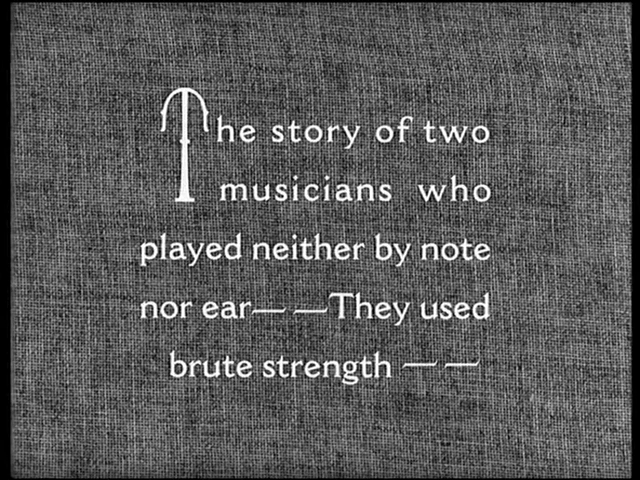 The story of two
musicians who
played neither by note
nor ear— —They used
brute strength — —